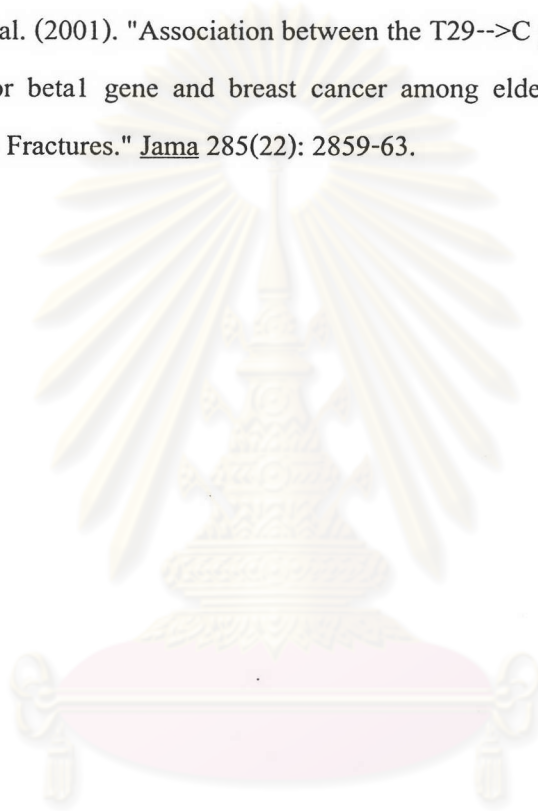 al. (2001). "Association between the T29-->C
or beta1 gene and breast cancer among elde
Fractures." Jama 285(22): 2859-63.